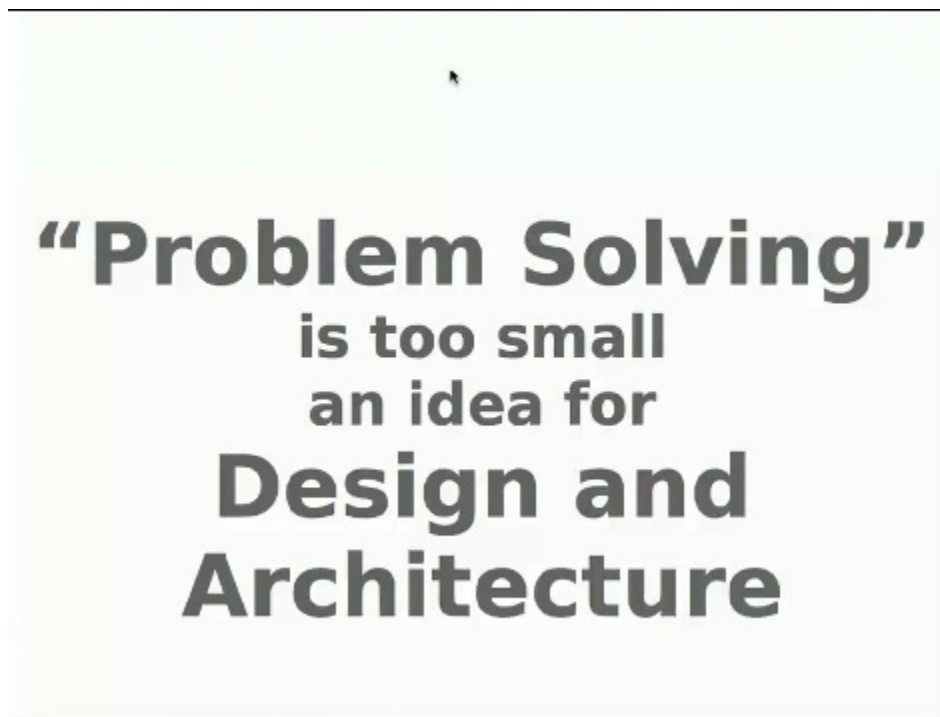 “Problem Solving”
is too small
an idea for
Design and
Architecture